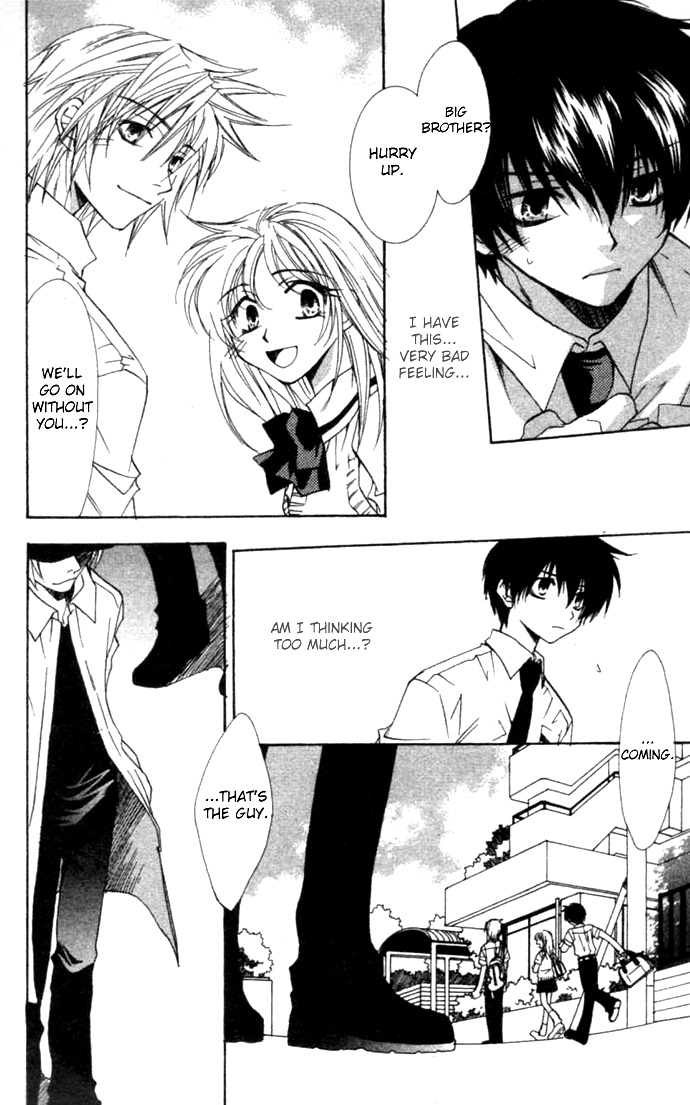 BIG
BROTHER?
HURRY
UP.
I HAVE
THIS...
VERY BAD
FEELING...
WE'LL
GO ON
WITHOUT
YOU...?
AM I THINKING
TOO MUCH...?
...
COMING.
...THAT'S
THE GUY.